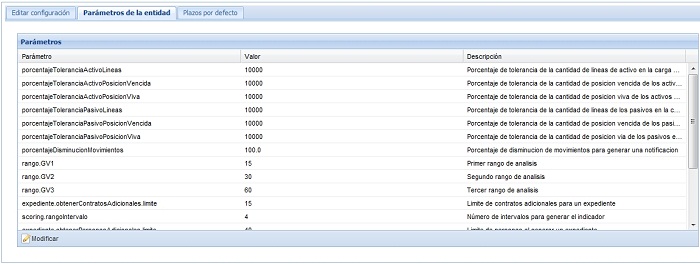 Editar configuración Parámetros de la entidad Plazos por defecto
Parámetros
Parámetro Valor Descripción
porcentajeToleranciaActivoLineas 10000 Porcentaje de tolerancia de la cantidad de lineas de activo en la carga ...
porcentajeToleranciaActivoPosicionVencida 10000 Porcentaje de tolerancia de la cantidad de posicion vencida de los activ...
porcentajeToleranciaActivoPosicionViva 10000 Porcentaje de tolerancia de la cantidad de posicion viva de los activos ...
porcentajeToleranciaPasivoLineas 10000 Porcentaje de tolerancia de la cantidad de lineas de los pasivos en la c...
porcentajeToleranciaPasivoPosicionVencida 10000 Porcentaje de tolerancia de la cantidad de posicion vencida de los pasi...
porcentajeToleranciaPasivoPosicionViva 10000 Porcentaje de tolerancia de la cantidad de posicion via de los pasivos e...
porcentajeDisminucionMovimientos 100.0 Porcentaje de disminucion de movimientos para generar una notificacion
rango.GV1 15 Primer rango de analisis
rango.GV2 30 Segundo rango de analisis
rango.GV3 60 Tercer rango de analisis
expediente.obtenerContratosAdicionales.limite 15 Limite de contratos adicionales para un expediente
scoring.rangoIntervalo 4 Número de intervalos para generar el indicador
Modificar